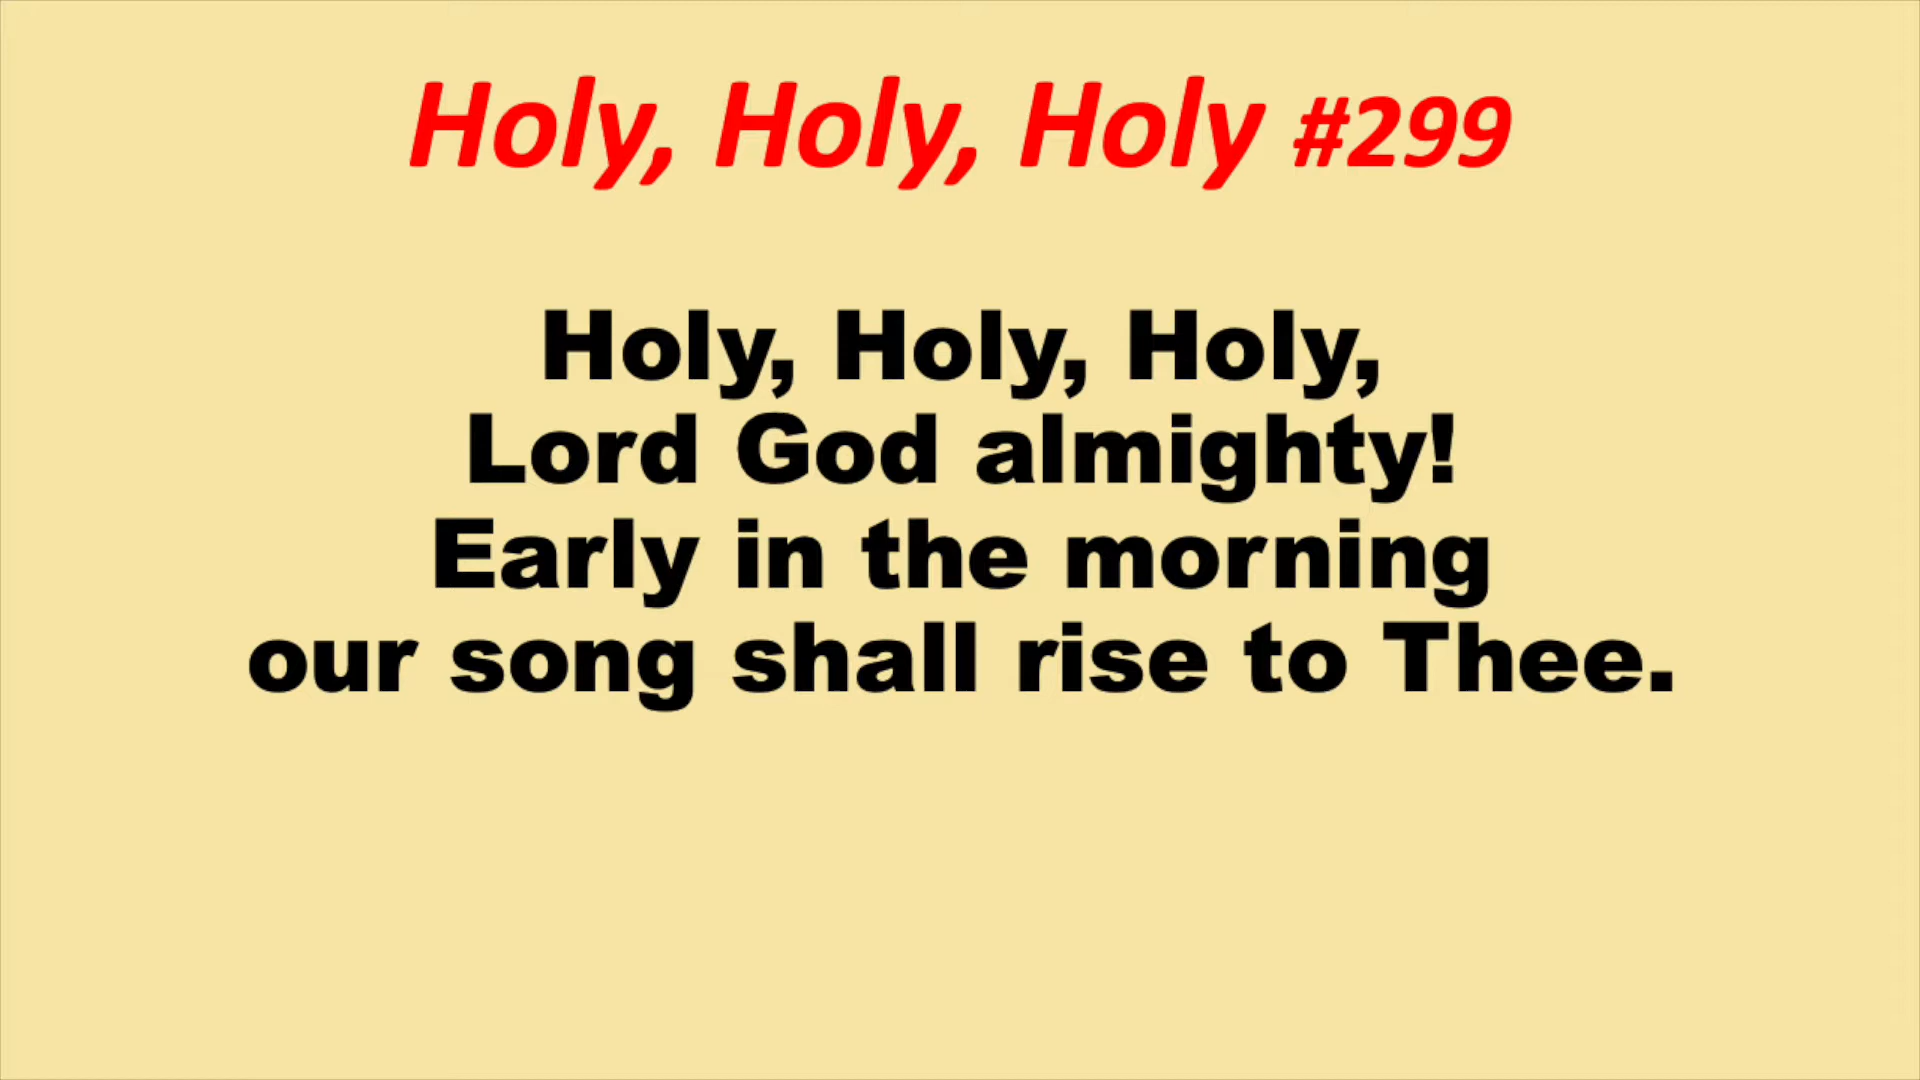 Holy, Holy, Holy #299
Holy, Holy, Holy,
Lord God almighty!
Early in the morning
our song shall rise to Thee.